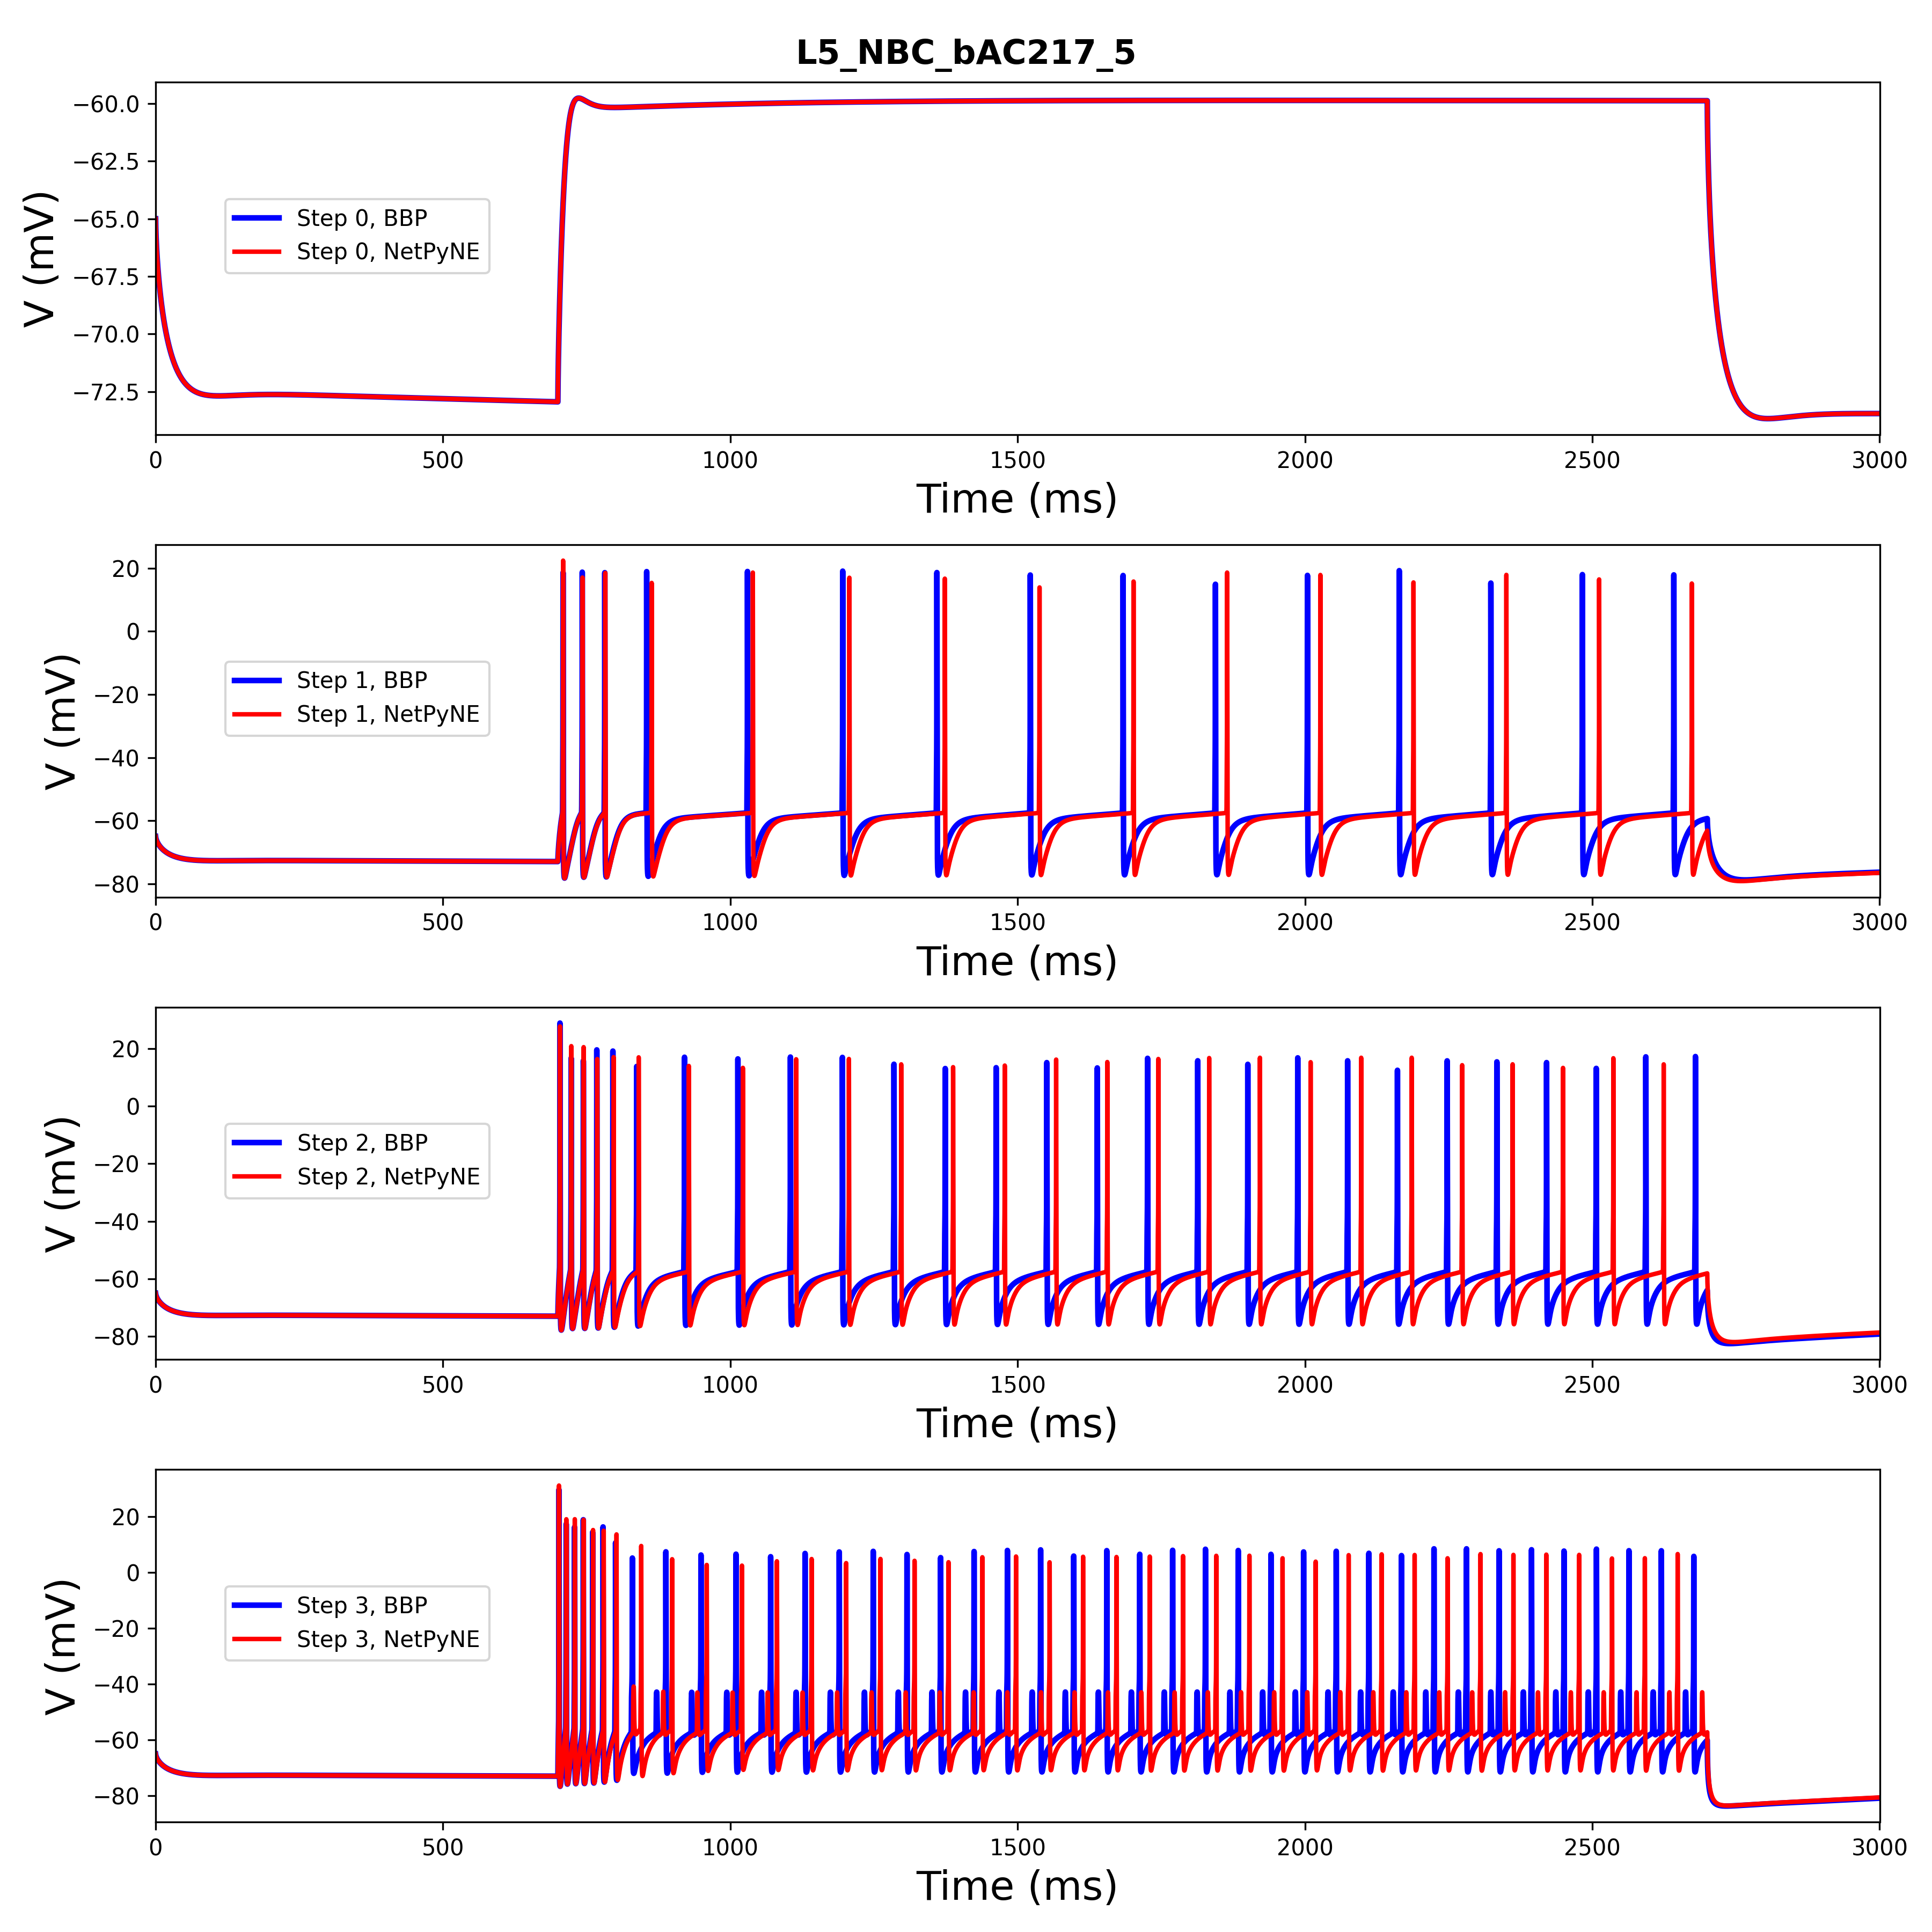 L5_NBC_bAC217_5
−60.0
−62.5
−65.0
−67.5
−70.0
−72.5
V (mV)
Step 0, BBP
Step 0, NetPyNE
0 500 1000 1500 2000 2500 3000
Time (ms)
20
0
−20
−40
−60
−80
V (mV)
Step 1, BBP
Step 1, NetPyNE
0 500 1000 1500 2000 2500 3000
Time (ms)
20
0
−20
−40
−60
−80
V (mV)
Step 2, BBP
Step 2, NetPyNE
0 500 1000 1500 2000 2500 3000
Time (ms)
20
0
−20
−40
−60
−80
V (mV)
Step 3, BBP
Step 3, NetPyNE
0 500 1000 1500 2000 2500 3000
Time (ms)